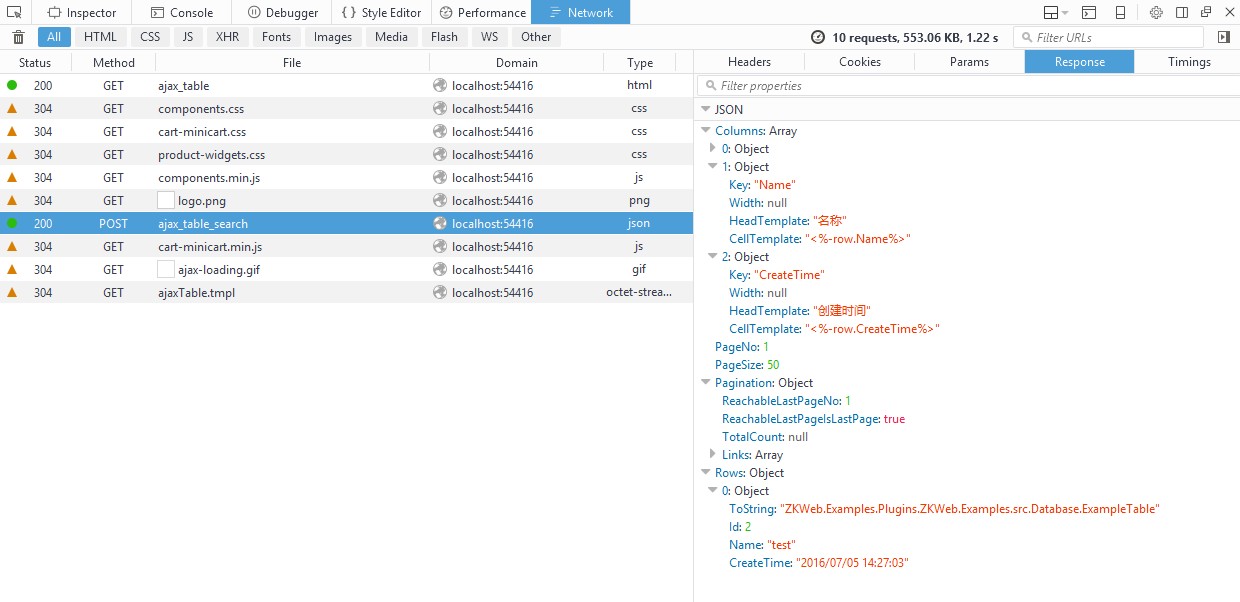 Inspector Console Debugger { } Style Editor Performance Network
All HTML CSS JS XHR Fonts Images Media Flash WS Other 10 requests, 553.06 KB, 1.22 s Filter URLs
Status Method File Domain Type
200 GET ajax_table localhost:54416 html
304 GET components.css localhost:54416 css
304 GET cart-minicart.css localhost:54416 css
304 GET product-widgets.css localhost:54416 css
304 GET components.min.js localhost:54416 js
304 GET logo.png localhost:54416 png
200 POST ajax_table_search localhost:54416 json
304 GET cart-minicart.min.js localhost:54416 js
304 GET ajax-loading.gif localhost:54416 gif
304 GET ajaxTable.tmpl localhost:54416 octet-strea...
Headers Cookies Params Response Timings
Filter properties
JSON
Columns: Array
0: Object
1: Object
Key: "Name"
Width: null
HeadTemplate: "名称"
CellTemplate: "<%-row.Name%>"
2: Object
Key: "CreateTime"
Width: null
HeadTemplate: "创建时间"
CellTemplate: "<%-row.CreateTime%>"
PageNo: 1
PageSize: 50
Pagination: Object
ReachableLastPageNo: 1
ReachableLastPageIsLastPage: true
TotalCount: null
Links: Array
Rows: Object
0: Object
ToString: "ZKWeb.Examples.Plugins.ZKWeb.Examples.src.Database.ExampleTable"
Id: 2
Name: "test"
CreateTime: "2016/07/05 14:27:03"